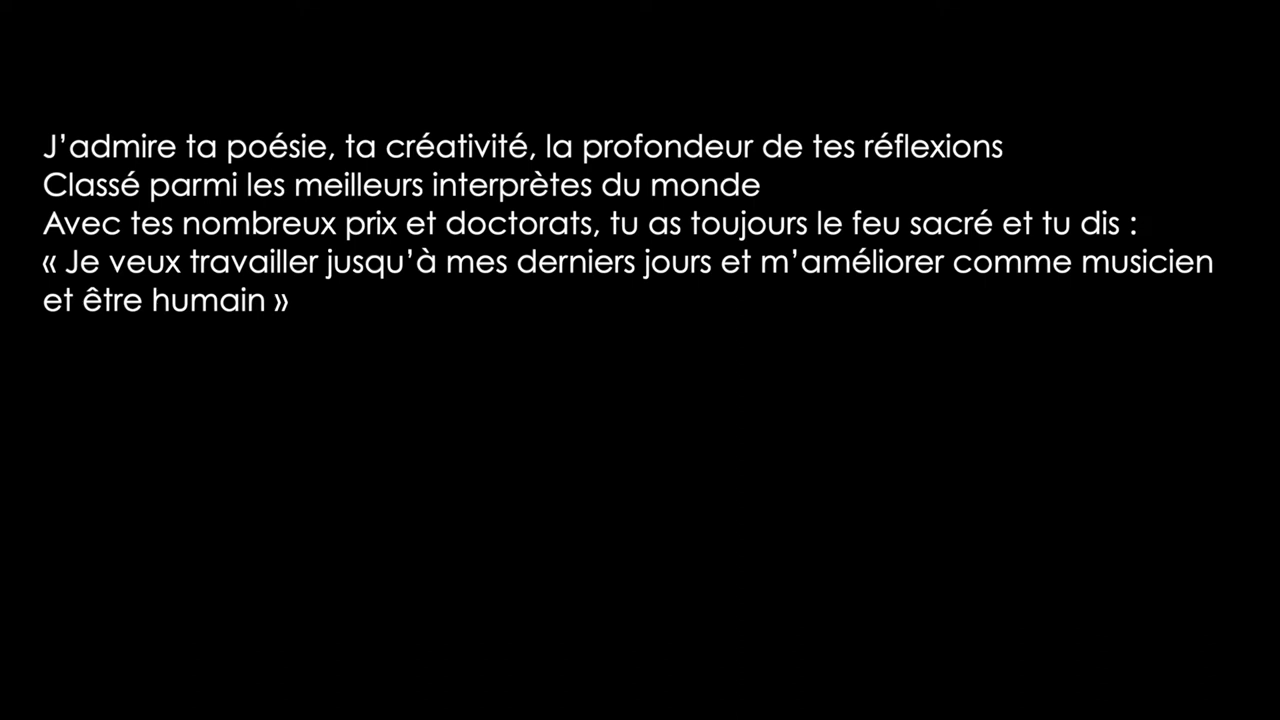 J’admire ta poésie, ta créativité, la profondeur de tes réflexions
Classé parmi les meilleurs interprètes du monde
Avec tes nombreux prix et doctorats, tu as toujours le feu sacré et tu dis :
« Je veux travailler jusqu’à mes derniers jours et m’améliorer comme musicien
et être humain »